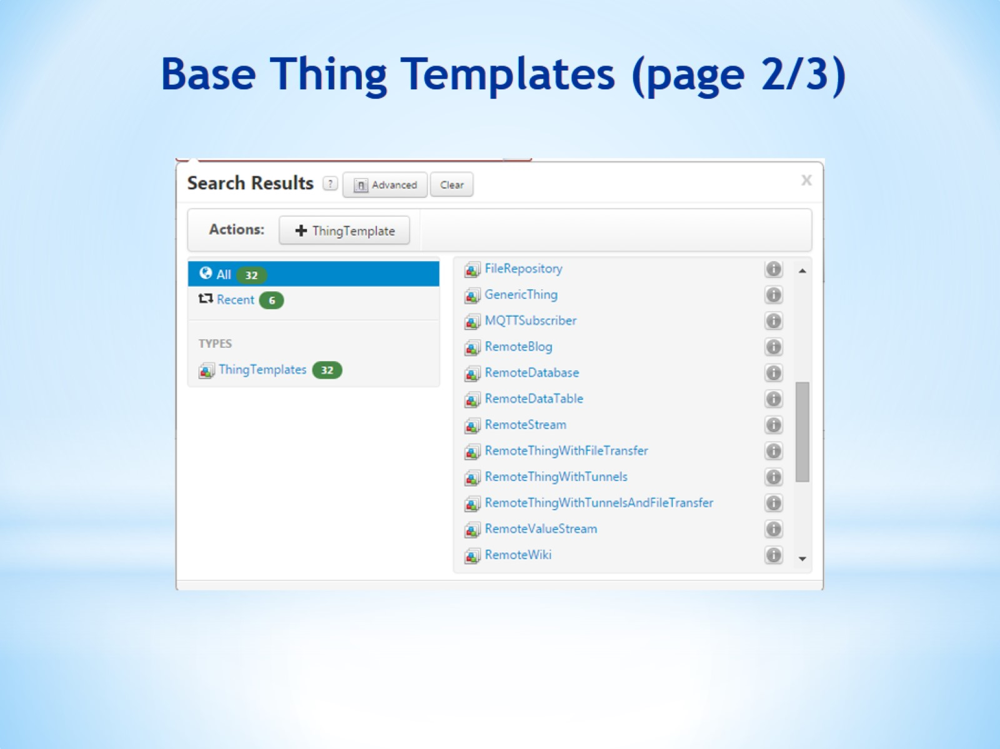 Base Thing Templates (page 2/3)
Search Results ? Advanced Clear X
Actions: ThingTemplate
All 32
Recent 6
TYPES
ThingTemplates 32
FileRepository
GenericThing
MQTTSubscriber
RemoteBlog
RemoteDatabase
RemoteDataTable
RemoteStream
RemoteThingWithFileTransfer
RemoteThingWithTunnels
RemoteThingWithTunnelsAndFileTransfer
RemoteValueStream
RemoteWiki